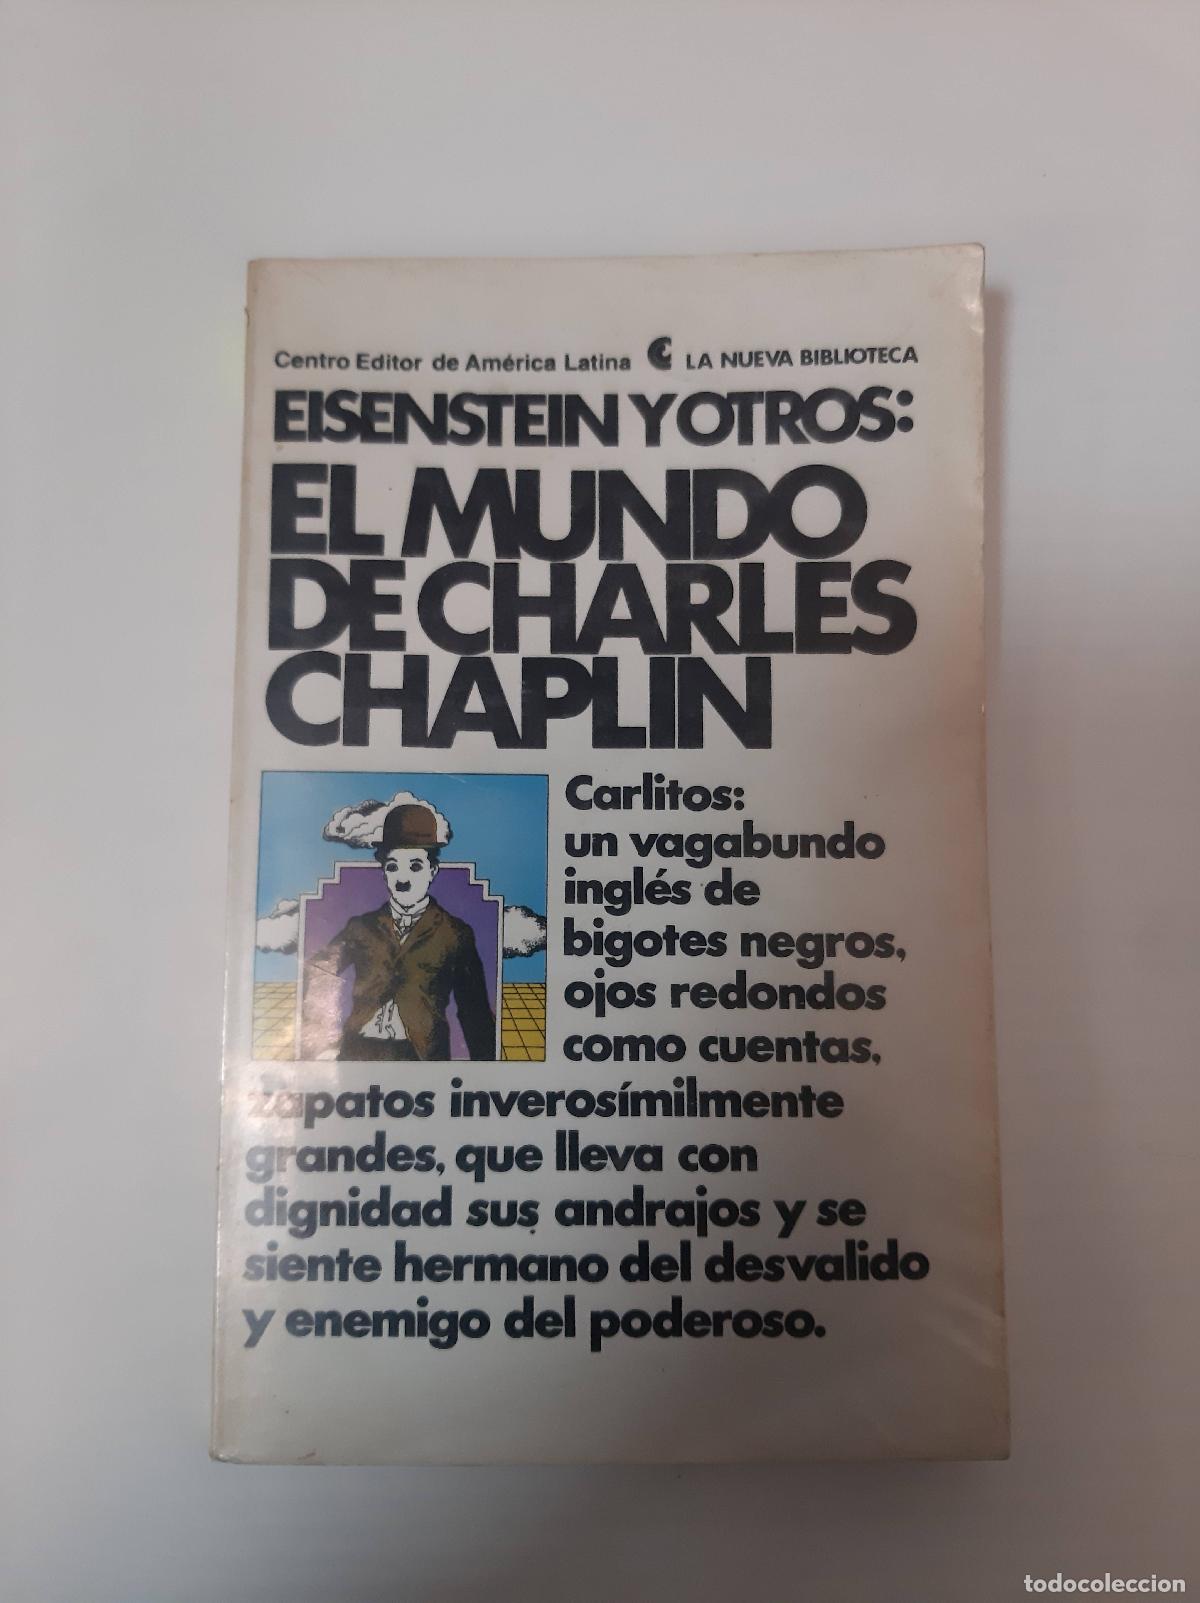 Centro Editor de América Latina LA NUEVA BIBLIOTECA
EISENSTEIN Y OTROS:
EL MUNDO
DE CHARLES
CHAPLIN
Carlitos:
un vagabundo
inglés de
bigotes negros,
ojos redondos
como cuentas,
zapatos inverosímilmente
grandes, que lleva con
dignidad sus andrajos y se
siente hermano del desvalido
y enemigo del poderoso.
todocoleccion